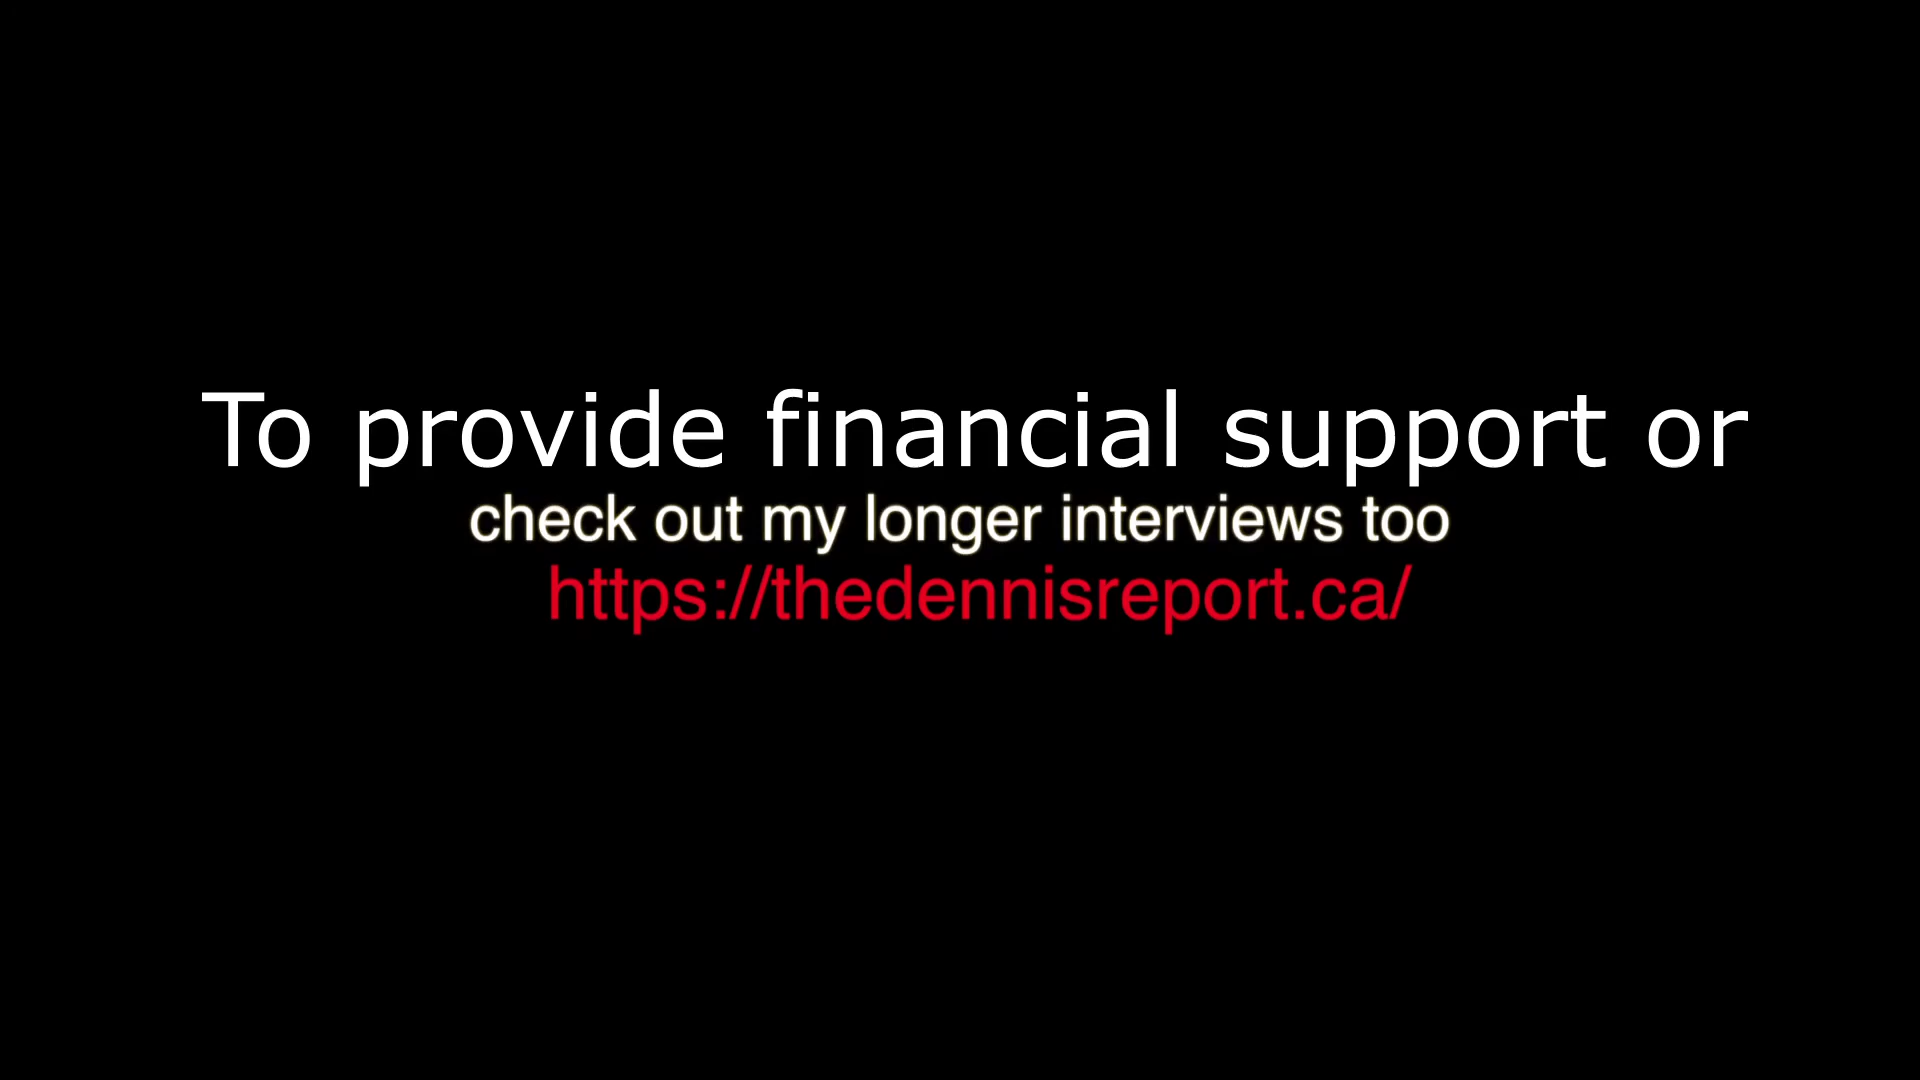 To provide financial support or
check out my longer interviews too
https://thedennisreport.ca/